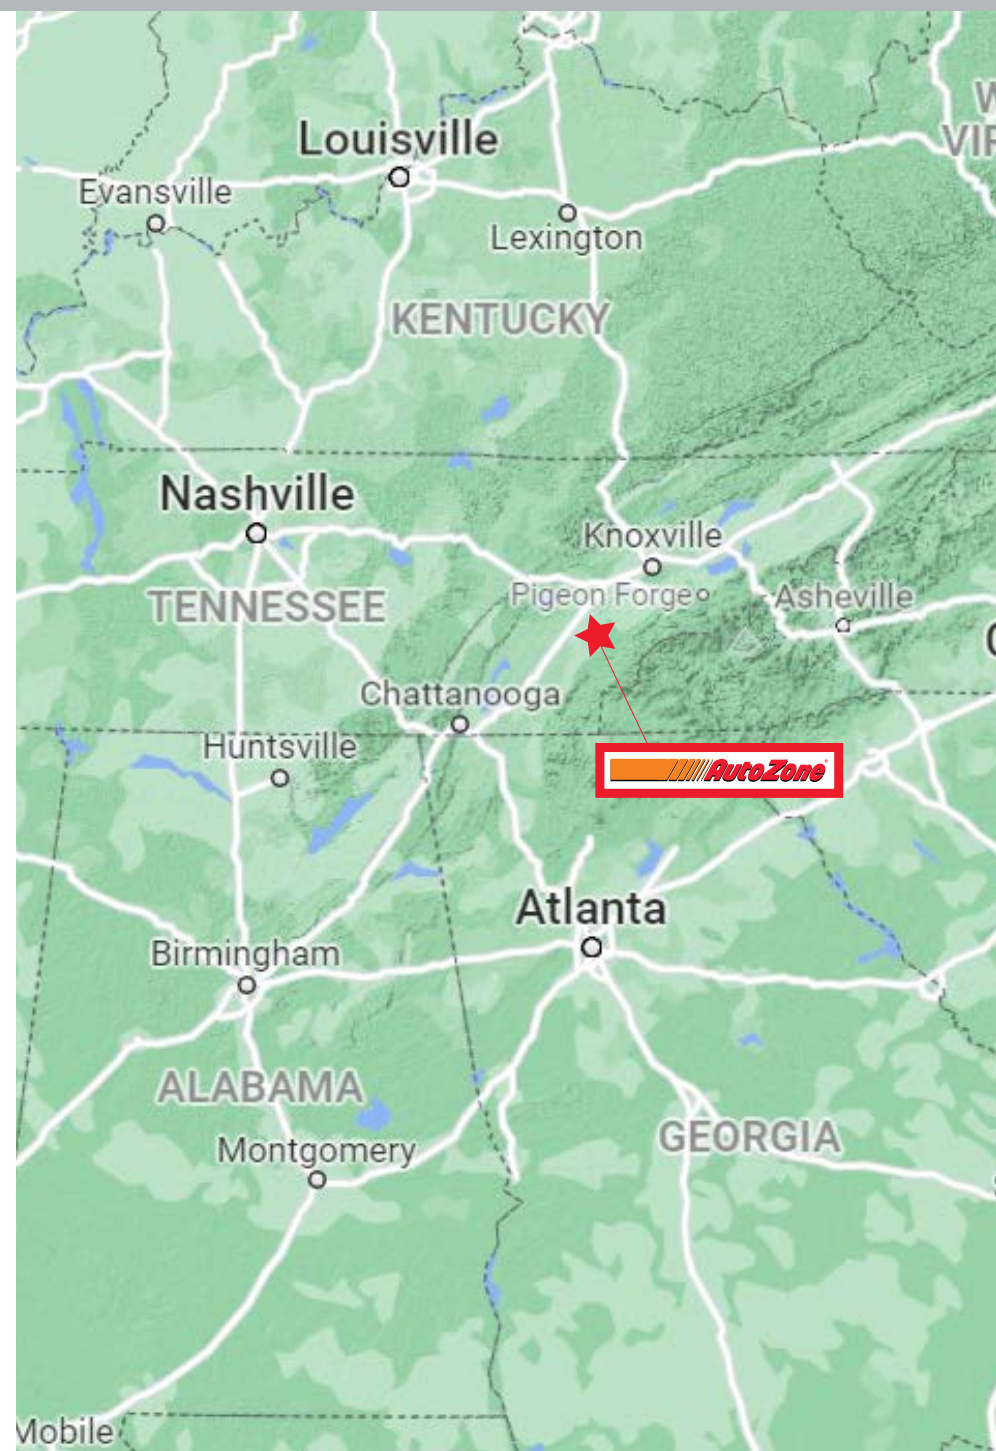 W
VIR
Louisville
Evansville
Lexington
KENTUCKY
Nashville
Knoxville
Pigeon Forge
Asheville
TENNESSEE
C
Chattanooga
Huntsville
AutoZone
Atlanta
Birmingham
ALABAMA
GEORGIA
Montgomery
Mobile